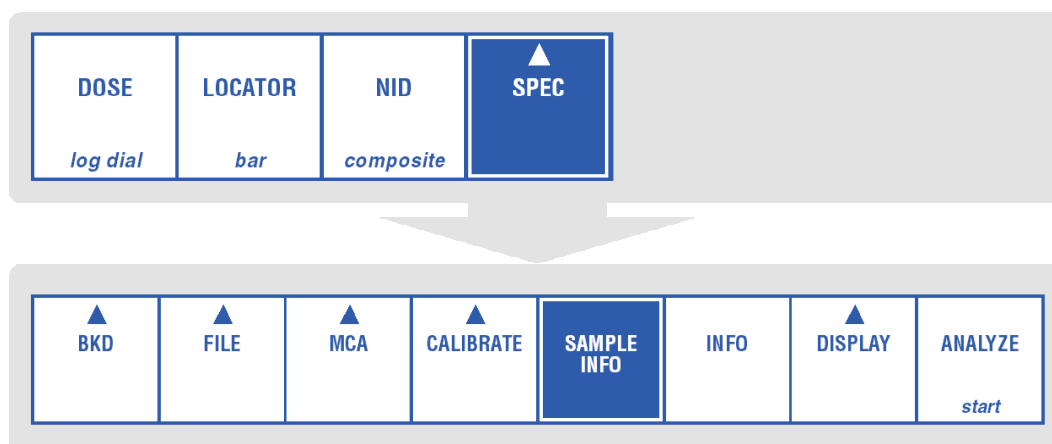 DOSE
log dial
LOCATOR
bar
NID
composite
SPEC
BKD
FILE
MCA
CALIBRATE
SAMPLE
INFO
INFO
DISPLAY
ANALYZE
start